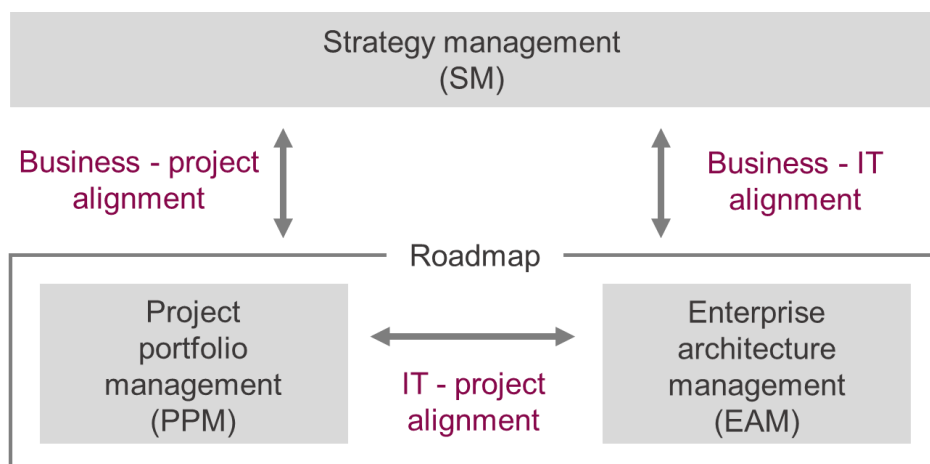 Strategy management
(SM)
Business - project
alignment
Business - IT
alignment
Roadmap
Project
portfolio
management
(PPM)
IT - project
alignment
Enterprise
architecture
management
(EAM)